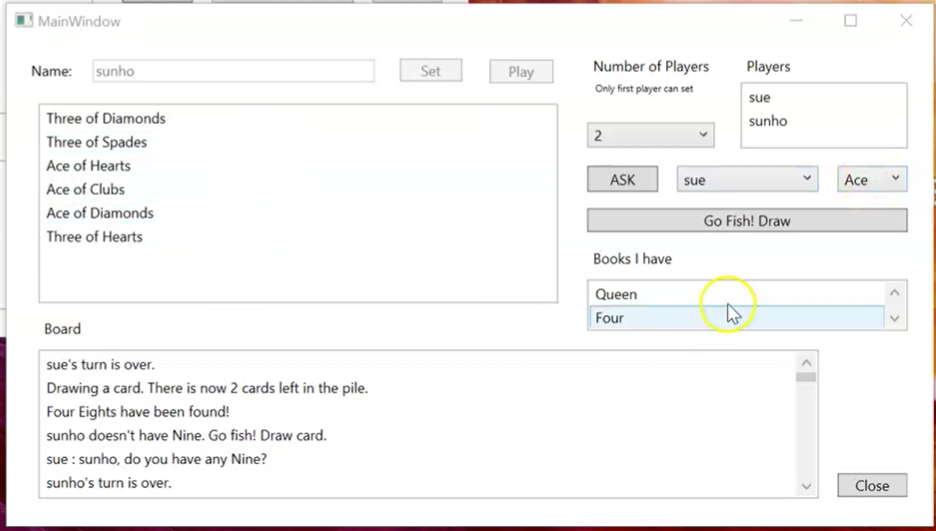 MainWindow
Name: sunho Set Play
Number of Players
Only first player can set
2
Players
sue
sunho
ASK sue Ace
Go Fish! Draw
Three of Diamonds
Three of Spades
Ace of Hearts
Ace of Clubs
Ace of Diamonds
Three of Hearts
Books I have
Queen
Four
Board
sue's turn is over.
Drawing a card. There is now 2 cards left in the pile.
Four Eights have been found!
sunho doesn't have Nine. Go fish! Draw card.
sue : sunho, do you have any Nine?
sunho's turn is over.
Close